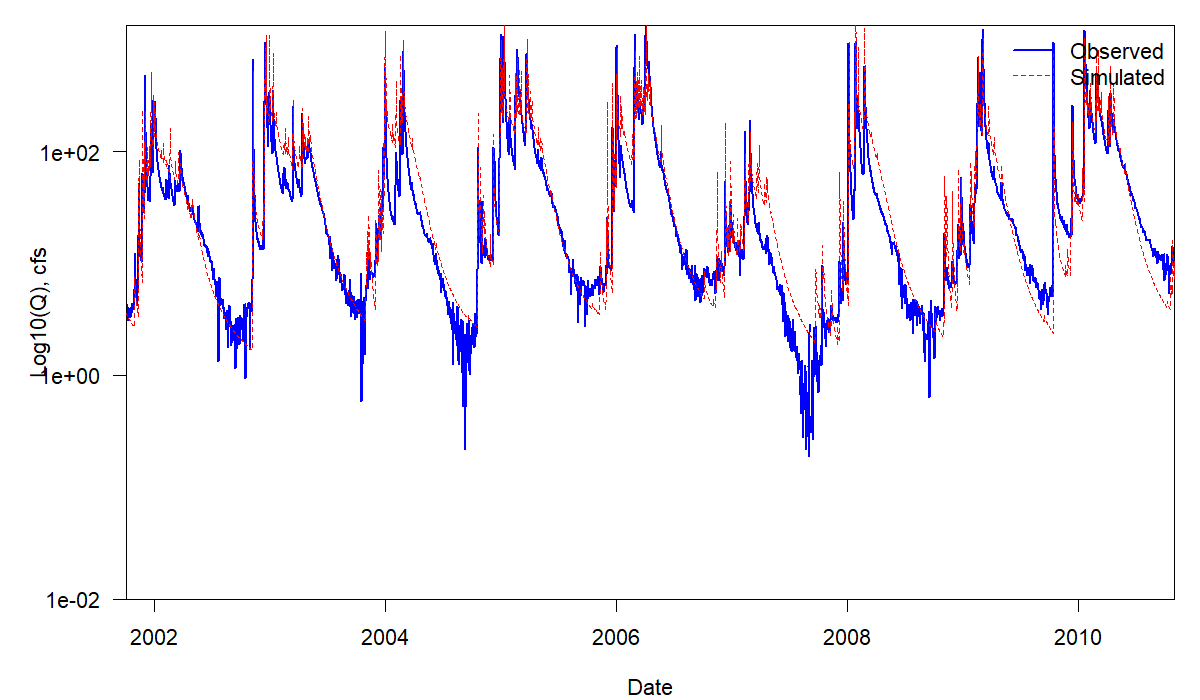 Observed
Simulated
1e+02
1e+00
1e-02
Log10(Q), cfs
2002
2004
2006
2008
2010
Date